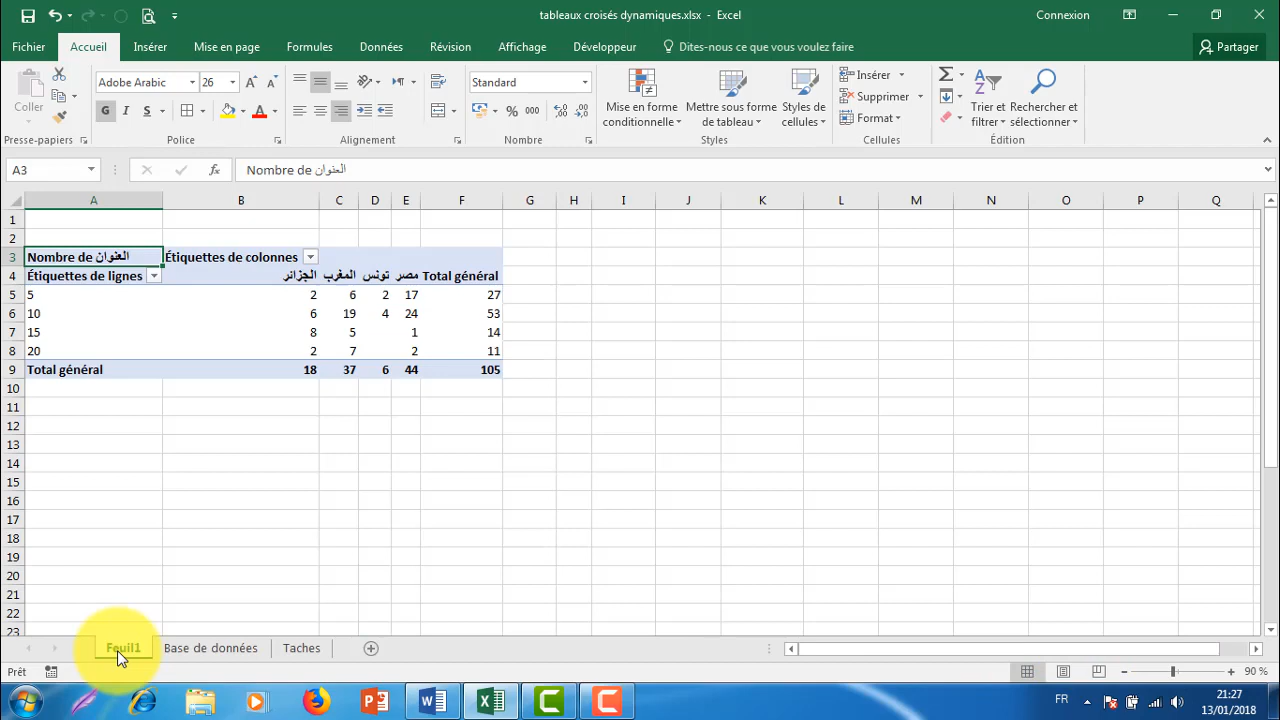 tableaux croisés dynamiques.xlsx - Excel
Connexion
Fichier Accueil Insérer Mise en page Formules Données Révision Affichage Développeur Dites-nous ce que vous voulez faire Partager
Coller
Adobe Arabic 26
Standard
G I S
% 000
Mise en forme conditionnelle
Mettre sous forme de tableau
Styles de cellules
Insérer
Supprimer
Format
Trier et filtrer
Rechercher et sélectionner
Presse-papiers Police Alignement Nombre Styles Cellules Édition
A3 fx Nombre de العنوان
A B C D E F G H I J K L M N O P Q
1
2
3 Nombre de العنوان Étiquettes de colonnes
4 Étiquettes de lignes الجزائر المغرب تونس مصر Total général
5 5 2 6 2 17 27
6 10 6 19 4 24 53
7 15 8 5 1 14
8 20 2 7 2 11
9 Total général 18 37 6 44 105
10
11
12
13
14
15
16
17
18
19
20
21
22
23
Feuil1 Base de données Taches
Prêt 90 %
FR 21:27
13/01/2018